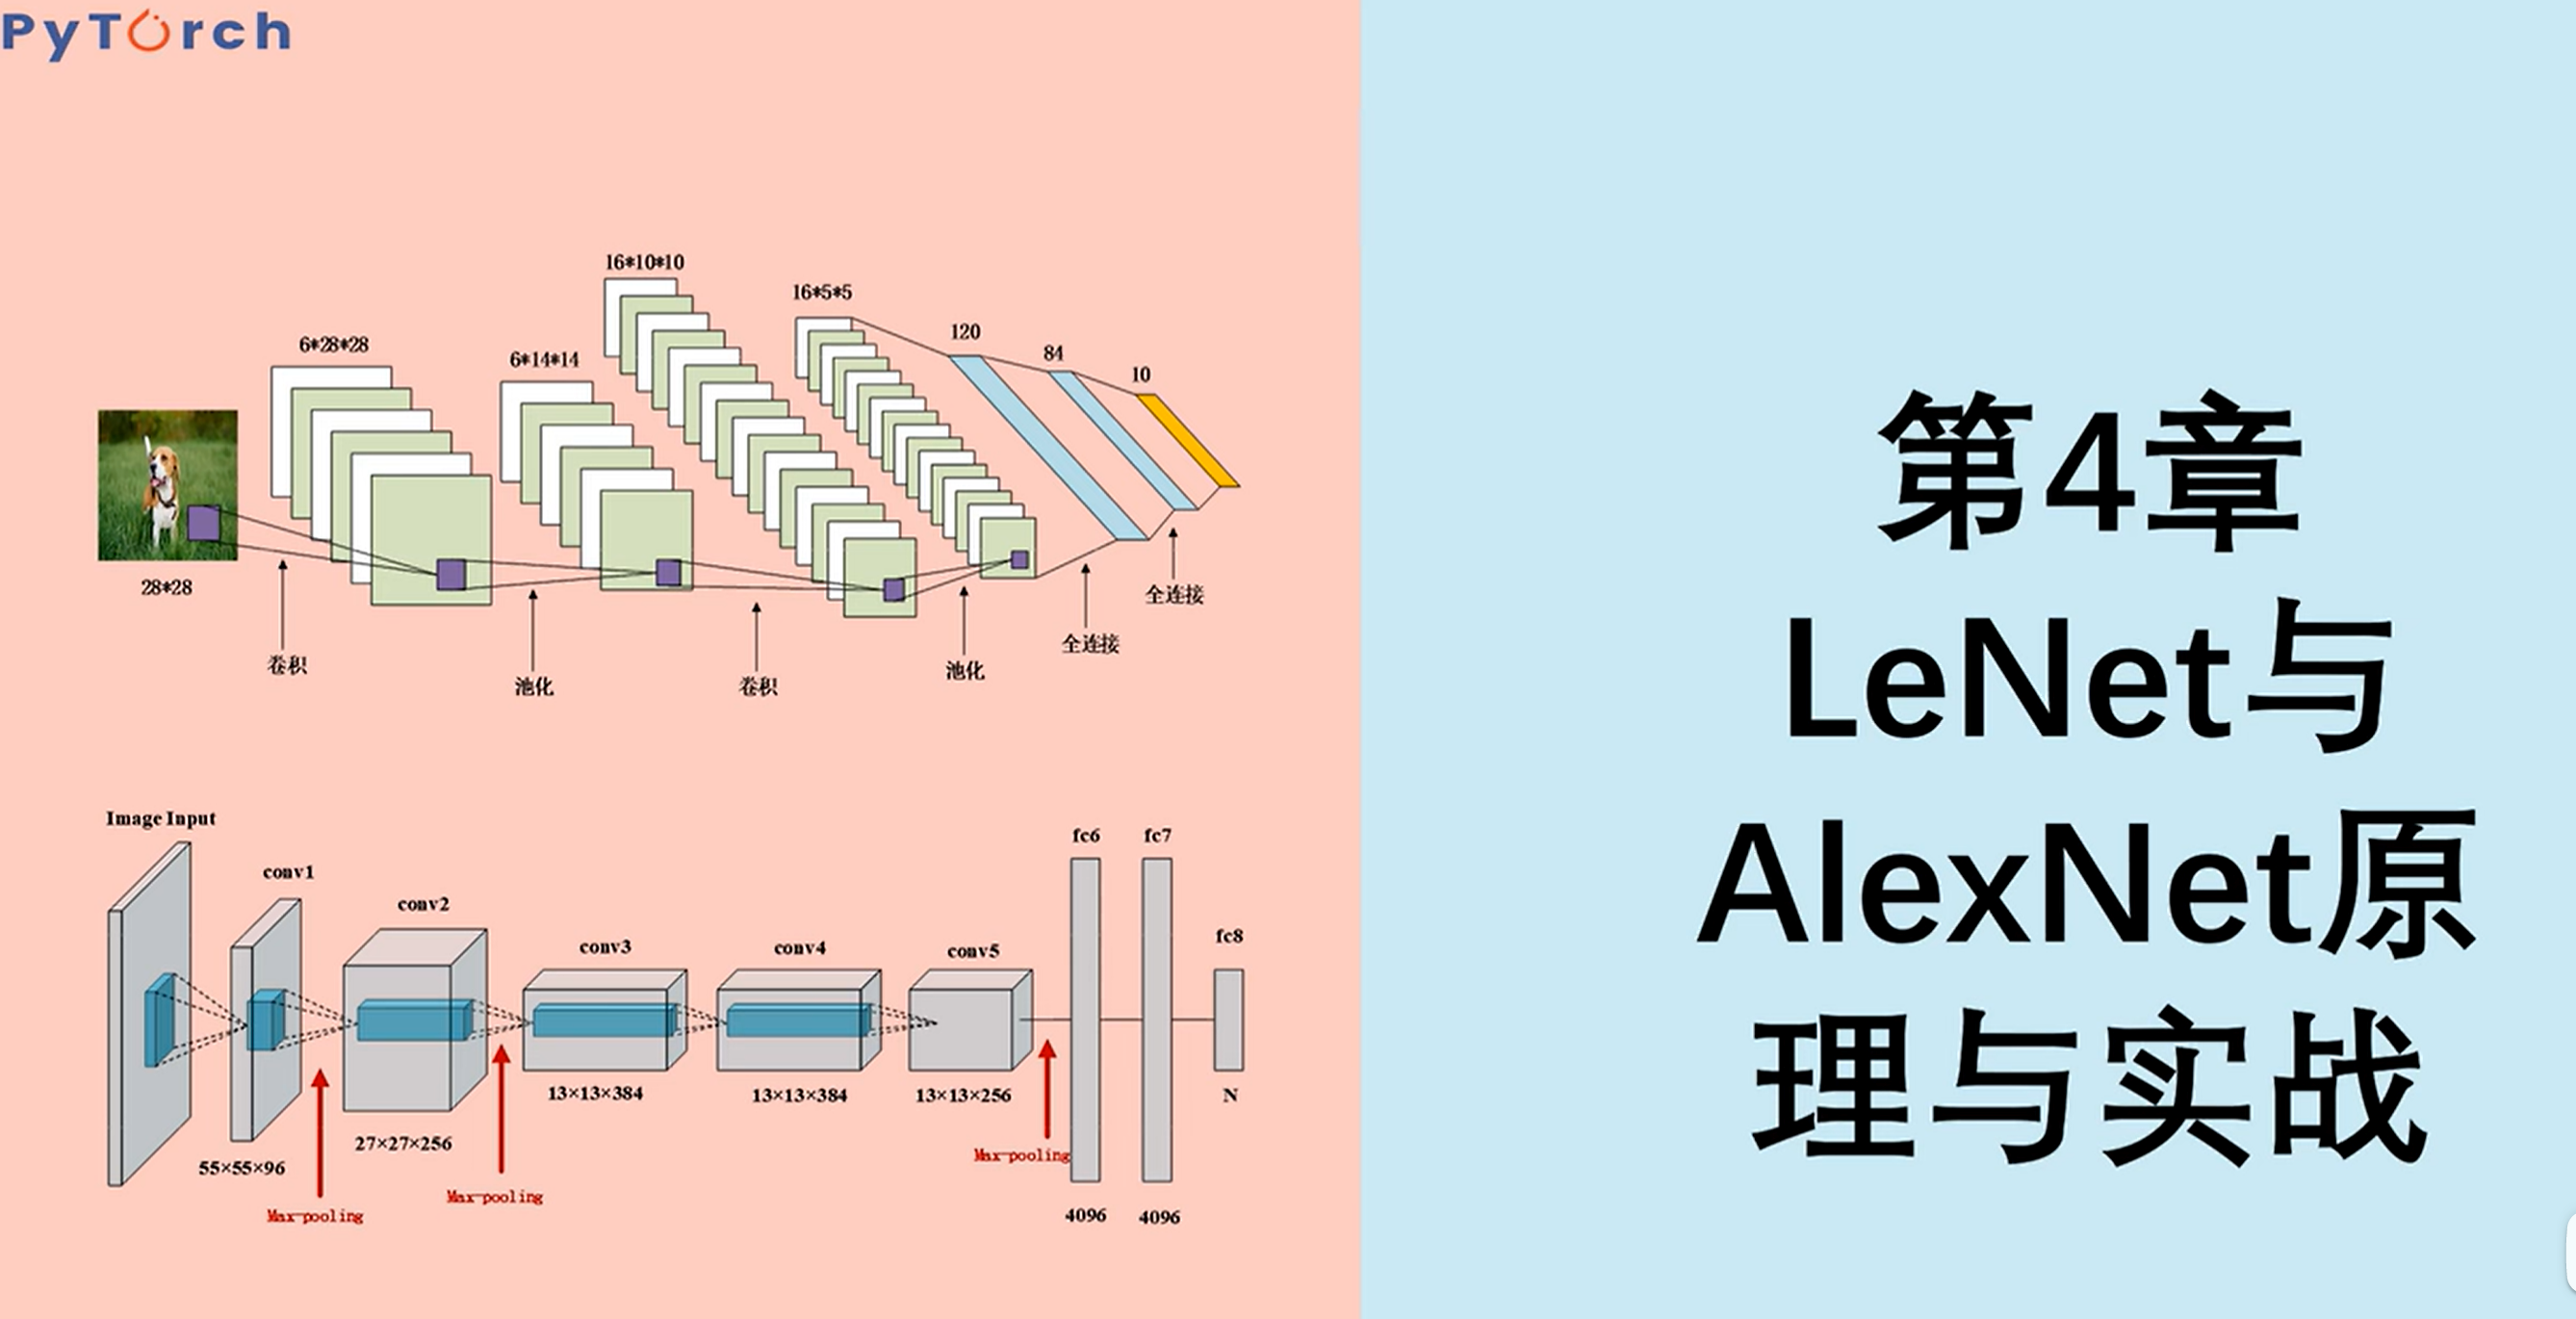 PyTorch
16*10*10
16*5*5
120
6*28*28
6*14*14
84
10
28*28
卷积
池化
卷积
池化
全连接
全连接
Image Input
conv1
conv2
conv3
conv4
conv5
fc6
fc7
fc8
55×55×96
27×27×256
13×13×384
13×13×384
13×13×256
N
Max-pooling
Max-pooling
Max-pooling
4096
4096
第4章
LeNet与
AlexNet原
理与实战